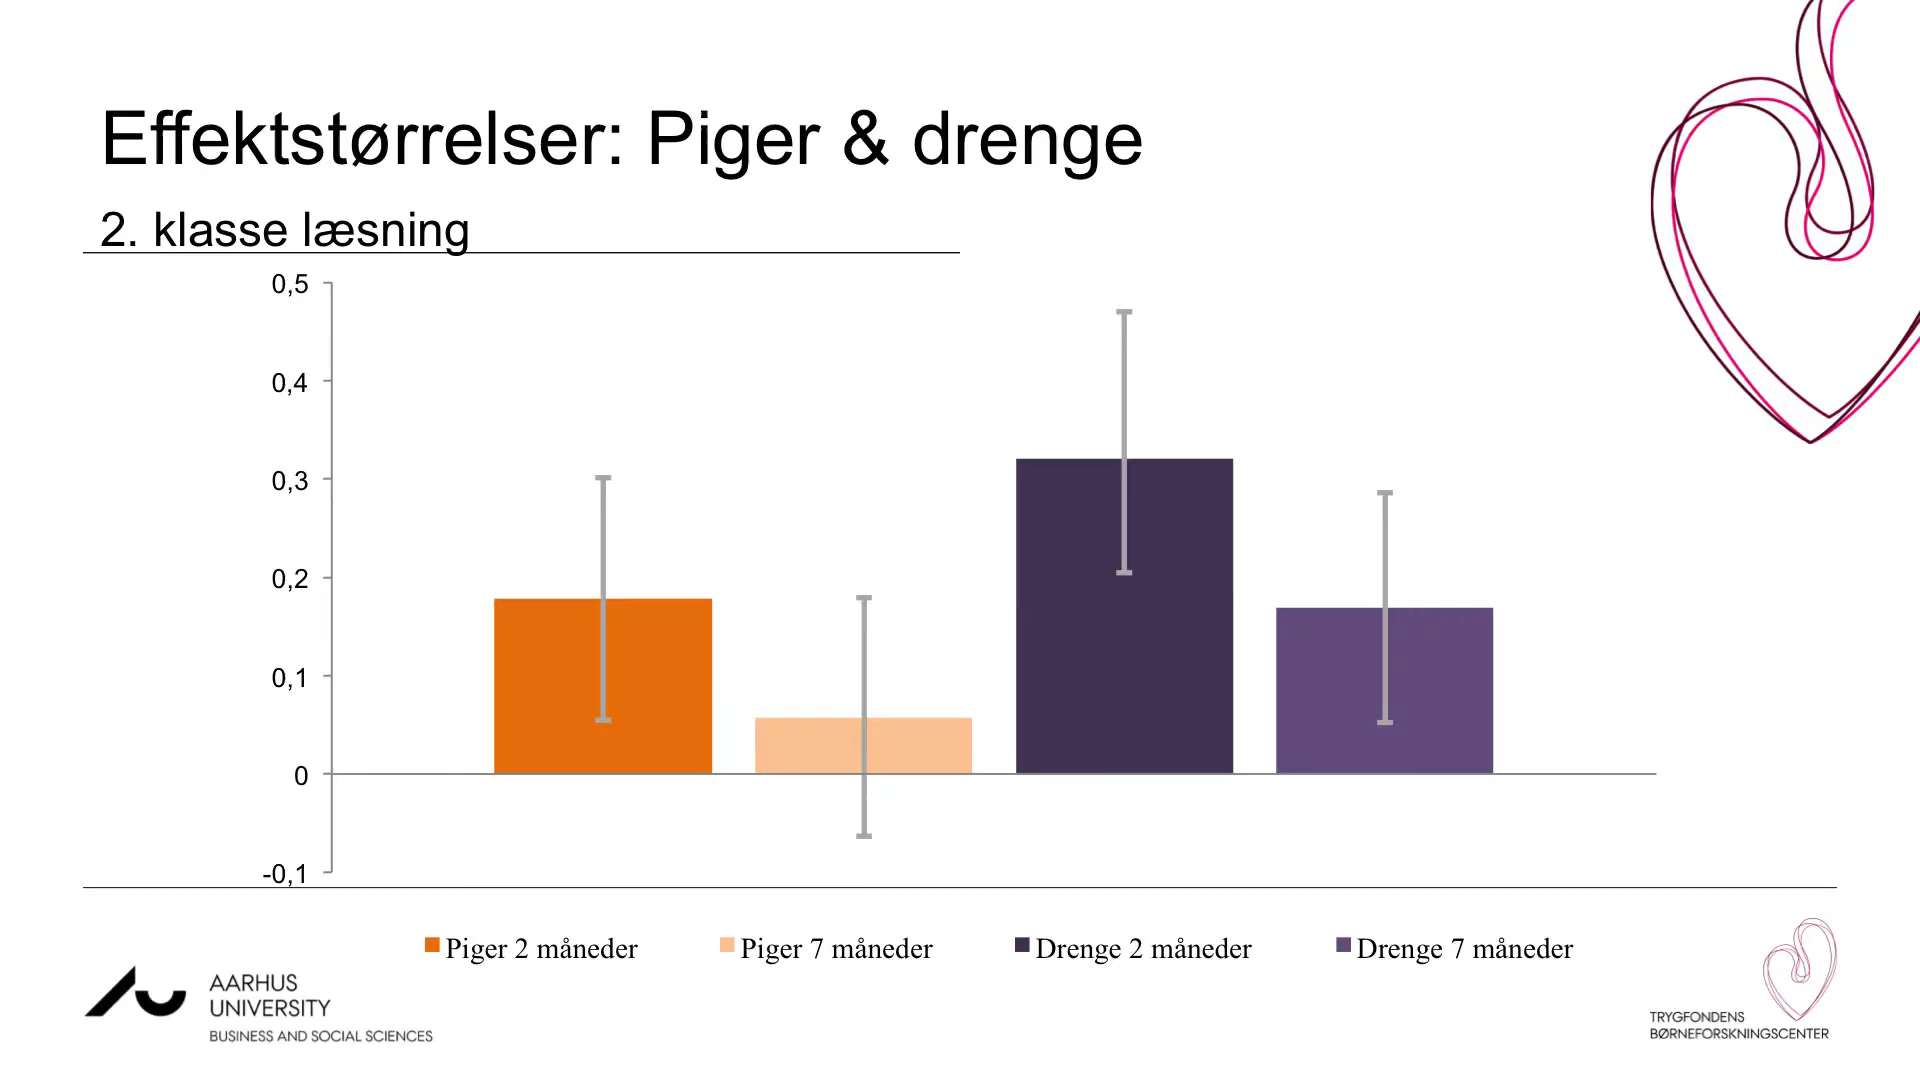 Effektstørrelser: Piger & drenge
2. klasse læsning
0,5
0,4
0,3
0,2
0,1
0
-0,1
Piger 2 måneder
Piger 7 måneder
Drenge 2 måneder
Drenge 7 måneder
AARHUS
UNIVERSITY
BUSINESS AND SOCIAL SCIENCES
TRYGFONDENS
BØRNEFORSKNINGSCENTER